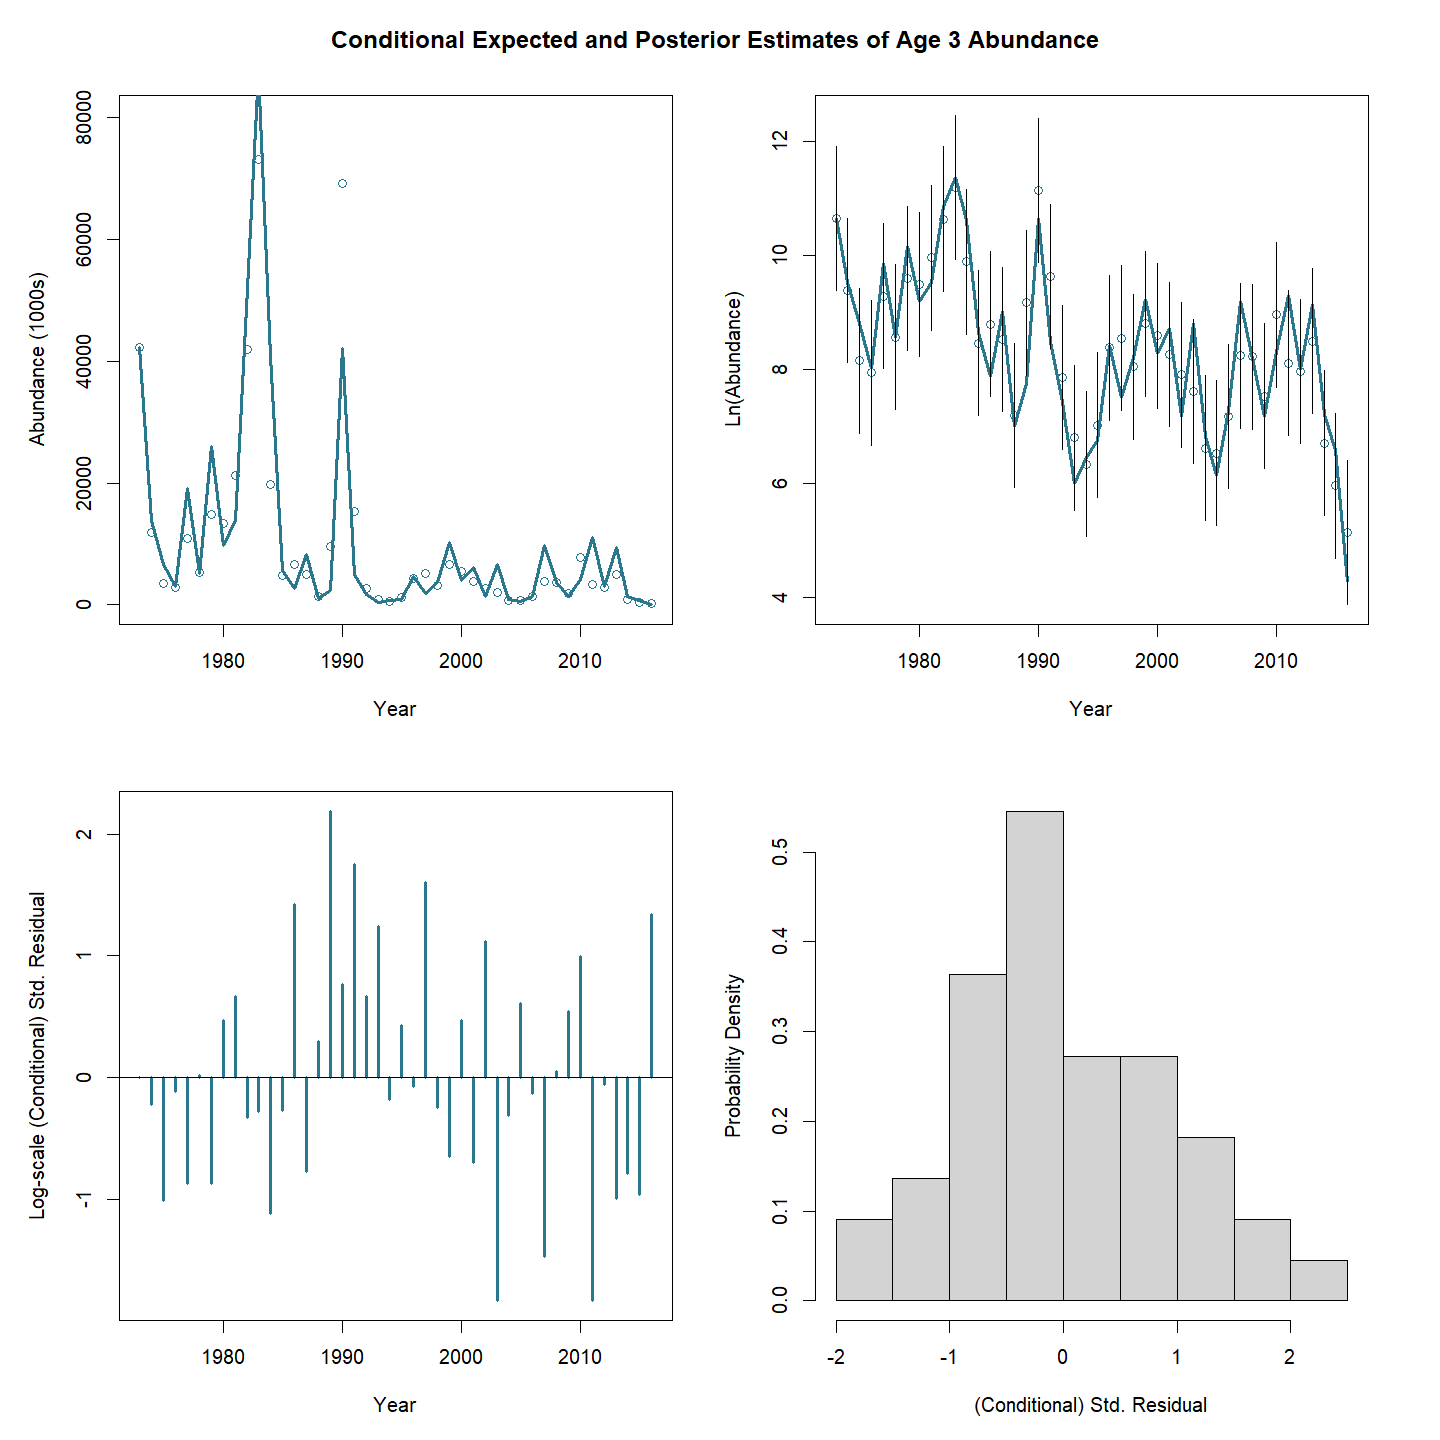 Conditional Expected and Posterior Estimates of Age 3 Abundance
Abundance (1000s)
80000
60000
40000
20000
0
1980 1990 2000 2010
Year
Ln(Abundance)
12
10
8
6
4
1980 1990 2000 2010
Year
Log-scale (Conditional) Std. Residual
2
1
0
-1
1980 1990 2000 2010
Year
Probability Density
0.5
0.4
0.3
0.2
0.1
0.0
-2 -1 0 1 2
(Conditional) Std. Residual